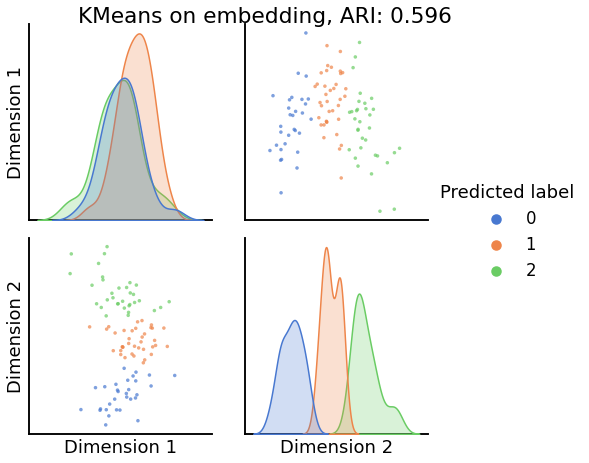 KMeans on embedding, ARI: 0.596
Dimension 1
Predicted label
0
1
2
Dimension 2
Dimension 1
Dimension 2